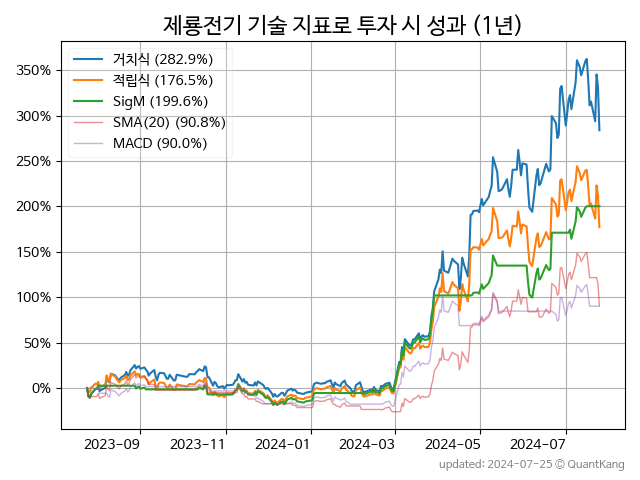 제룡전기 기술 지표로 투자 시 성과 (1년)
거치식 (282.9%)
적립식 (176.5%)
SigM (199.6%)
SMA(20) (90.8%)
MACD (90.0%)
350%
300%
250%
200%
150%
100%
50%
0%
2023-09 2023-11 2024-01 2024-03 2024-05 2024-07
updated: 2024-07-25 © QuantKang